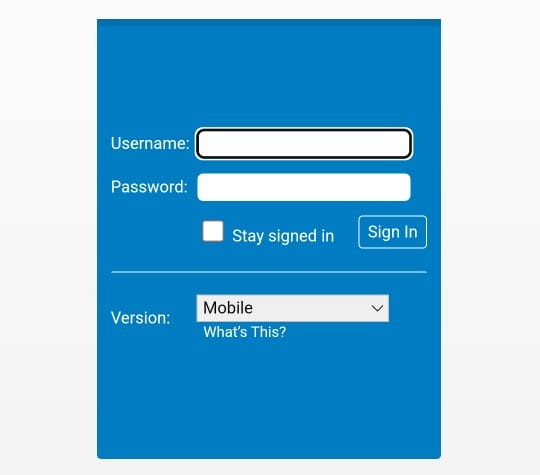 Username:
Password:
Stay signed in Sign In
Version: Mobile
What's This?